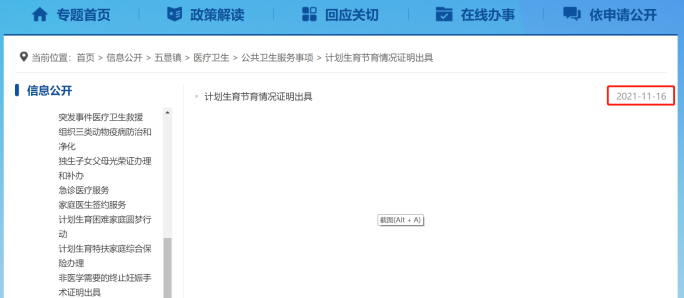 专题首页 政策解读 回应关切 在线办事 依申请公开
当前位置：首页 > 信息公开 > 五显镇 > 医疗卫生 > 公共卫生服务事项 > 计划生育节育情况证明出具
信息公开
突发事件医疗卫生救援
组织三类动物疫病防治和
净化
独生子女父母光荣证办理
和补办
急诊医疗服务
家庭医生签约服务
计划生育困难家庭圆梦行
动
计划生育特扶家庭综合保
险办理
非医学需要的终止妊娠手
术证明出具
计划生育节育情况证明出具 2021-11-16
截图(Alt + A)